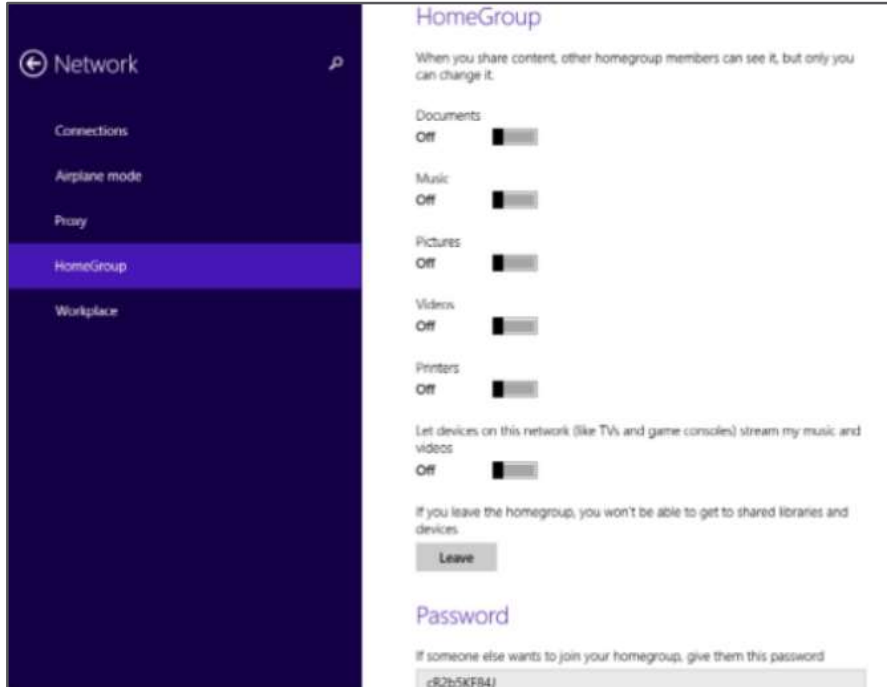 Network
Connections
Airplane mode
Proxy
HomeGroup
Workplace
HomeGroup
When you share content, other homegroup members can see it, but only you
can change it.
Documents
Off
Music
Off
Pictures
Off
Videos
Off
Printers
Off
Let devices on this network (like TVs and game consoles) stream my music and
videos
Off
If you leave the homegroup, you won't be able to get to shared libraries and
devices
Leave
Password
If someone else wants to join your homegroup, give them this password
cR2b5KF84J